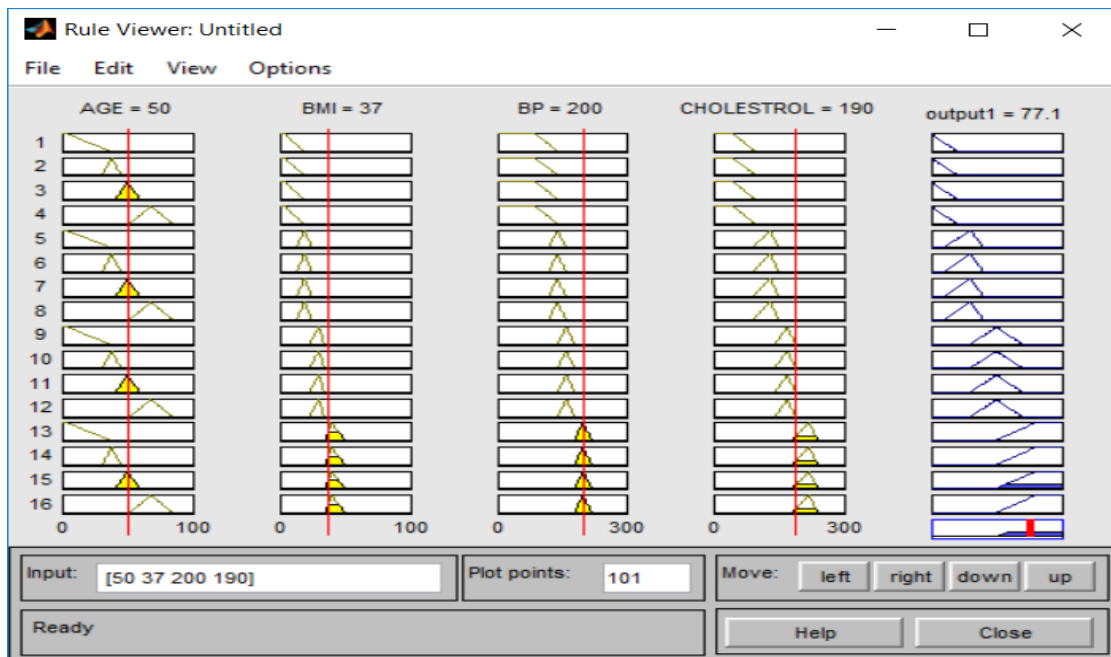 Rule Viewer: Untitled
File Edit View Options
AGE = 50 BMI = 37 BP = 200 CHOLESTROL = 190 output1 = 77.1
1
2
3
4
5
6
7
8
9
10
11
12
13
14
15
16
0 100 0 100 0 300 0 300
Input: [50 37 200 190] Plot points: 101 Move: left right down up
Ready Help Close